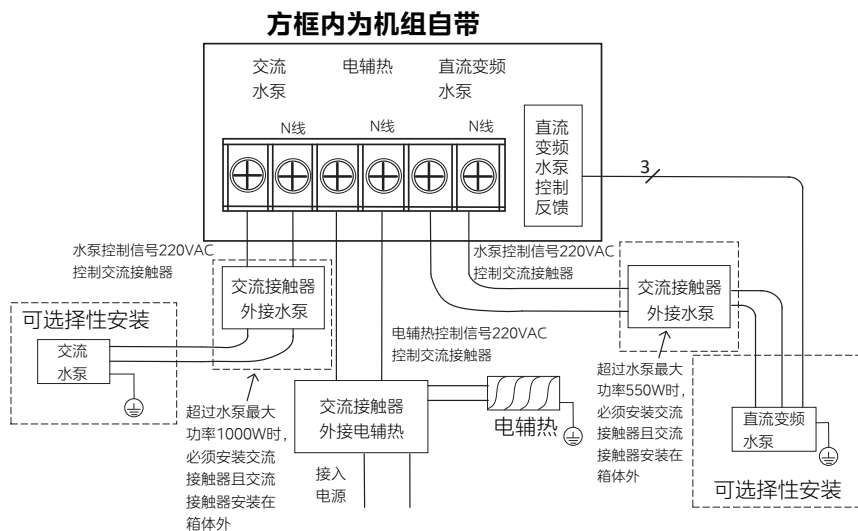 方框内为机组自带
交流
水泵
电辅热
直流变频
水泵
N线
N线
N线
直流
变频
水泵
控制
反馈
3
水泵控制信号220VAC
控制交流接触器
水泵控制信号220VAC
控制交流接触器
交流接触器
外接水泵
交流接触器
外接水泵
可选择性安装
交流
水泵
电辅热控制信号220VAC
控制交流接触器
超过水泵最大
功率1000W时，
必须安装交流
接触器且交流
接触器安装在
箱体外
交流接触器
外接电辅热
接入
电源
电辅热
超过水泵最大
功率550W时，
必须安装交流
接触器且交流
接触器安装在
箱体外
直流变频
水泵
可选择性安装